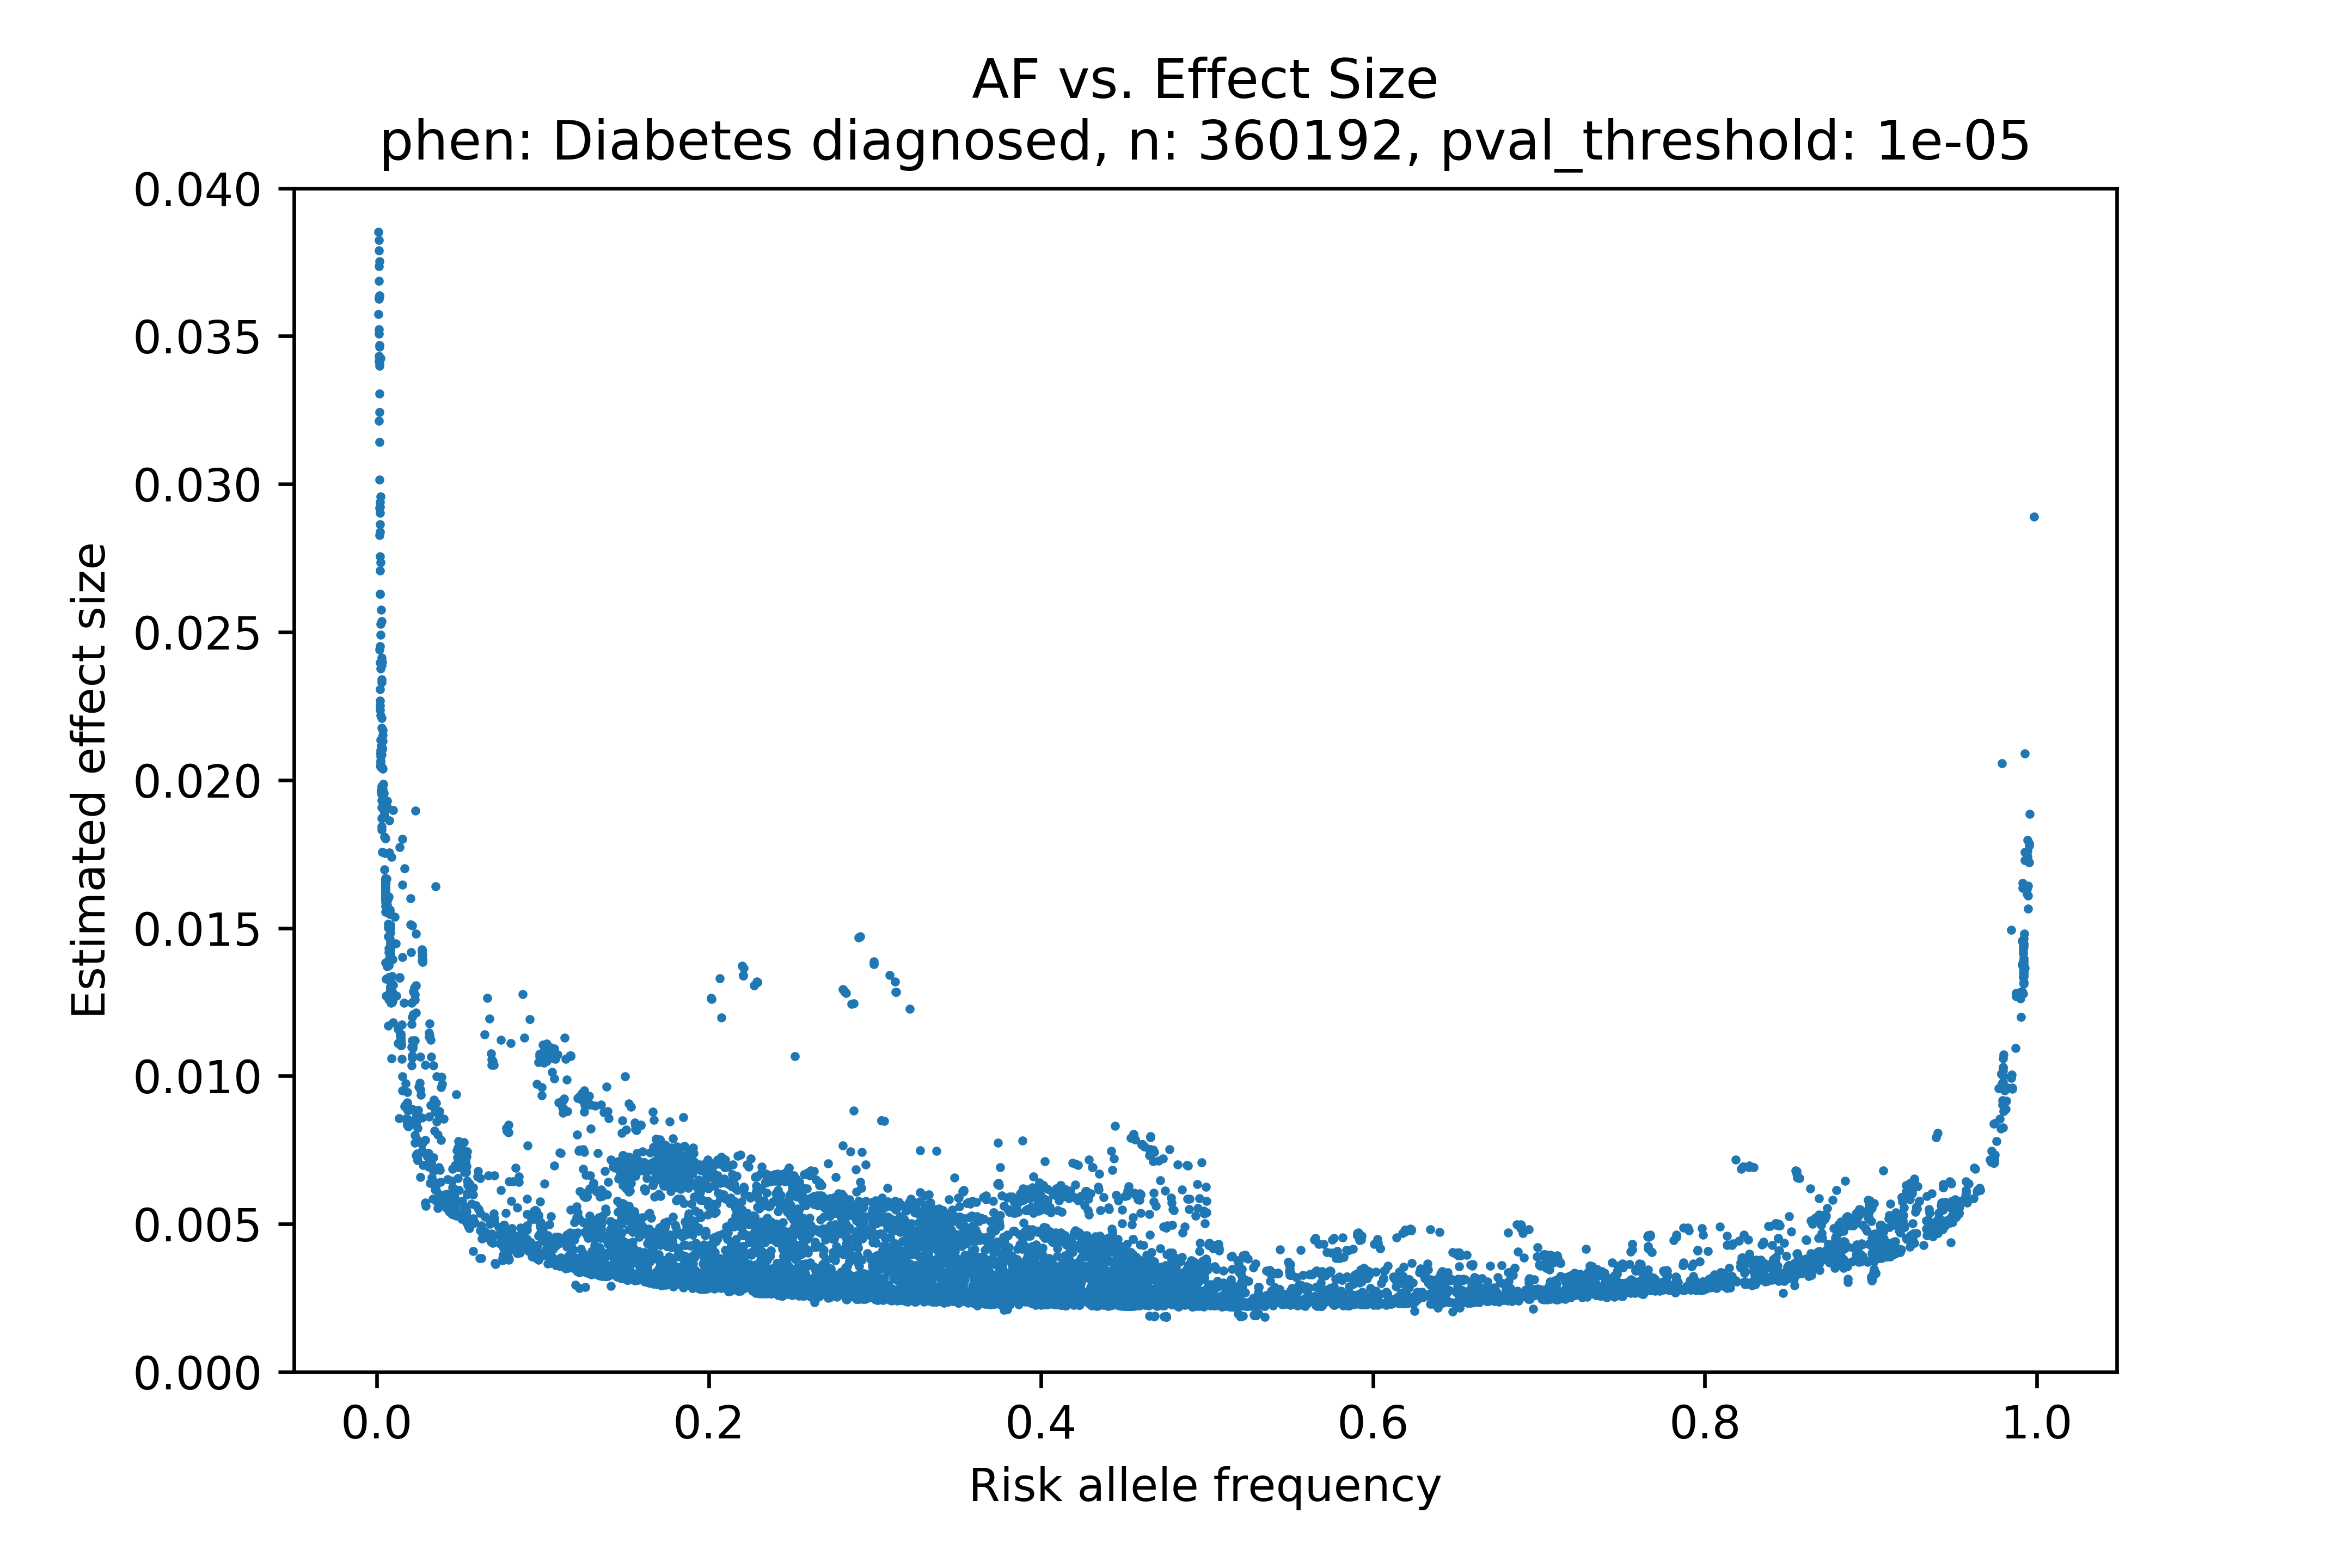 AF vs. Effect Size
phen: Diabetes diagnosed, n: 360192, pval_threshold: 1e-05
0.040
0.035
0.030
0.025
0.020
0.015
0.010
0.005
0.000
Estimated effect size
0.0 0.2 0.4 0.6 0.8 1.0
Risk allele frequency